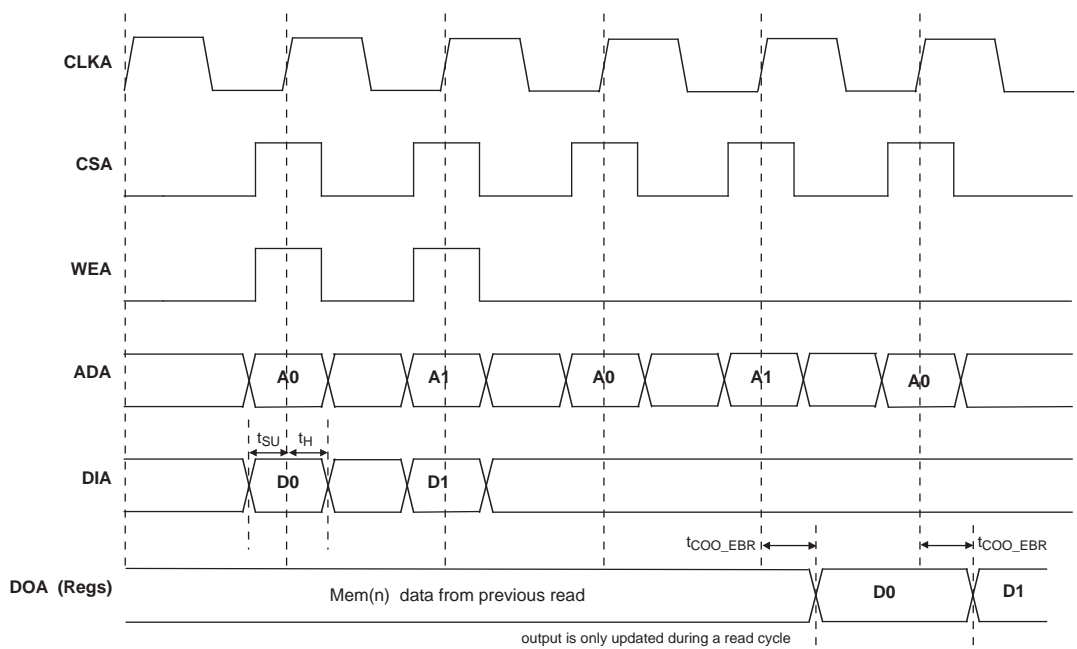 CLKA
CSA
WEA
ADA A0 A1 A0 A1 A0
tSU tH
DIA D0 D1
tCOO_EBR tCOO_EBR
DOA (Regs) Mem(n) data from previous read D0 D1
output is only updated during a read cycle